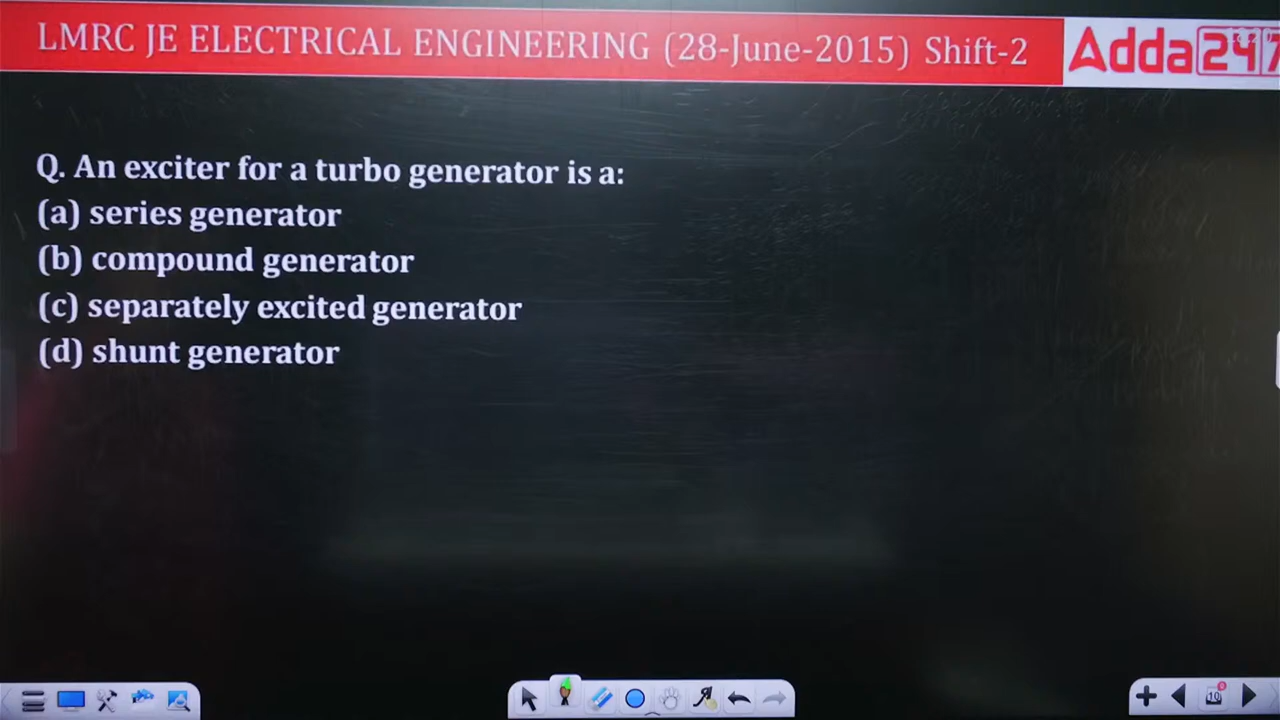 LMRC JE ELECTRICAL ENGINEERING (28-June-2015) Shift-2
Adda247
Q. An exciter for a turbo generator is a:
(a) series generator
(b) compound generator
(c) separately excited generator
(d) shunt generator
10